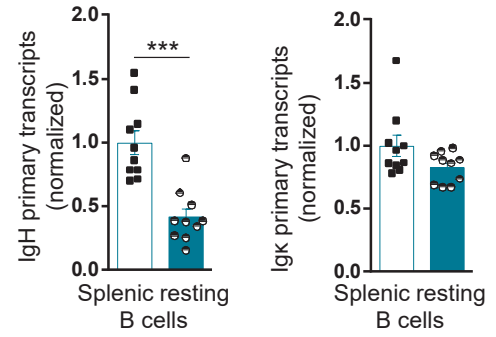 IgH primary transcripts
(normalized)
2.0
1.5
1.0
0.5
0.0
***
Splenic resting
B cells
Igκ primary transcripts
(normalized)
2.0
1.5
1.0
0.5
0.0
Splenic resting
B cells